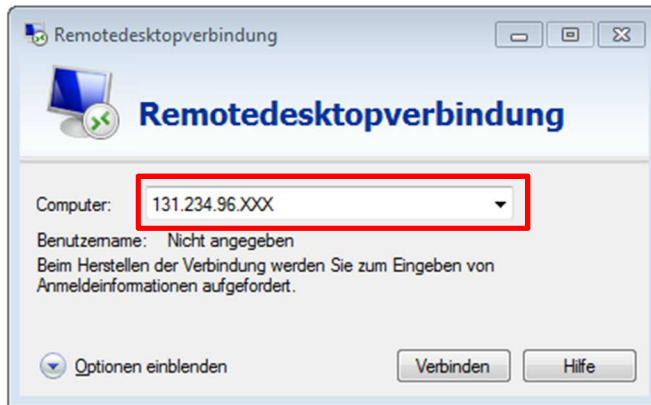 Remotedesktopverbindung
Remotedesktopverbindung
Computer: 131.234.96.XXX
Benutzername: Nicht angegeben
Beim Herstellen der Verbindung werden Sie zum Eingeben von
Anmeldeinformationen aufgefordert.
Optionen einblenden Verbinden Hilfe